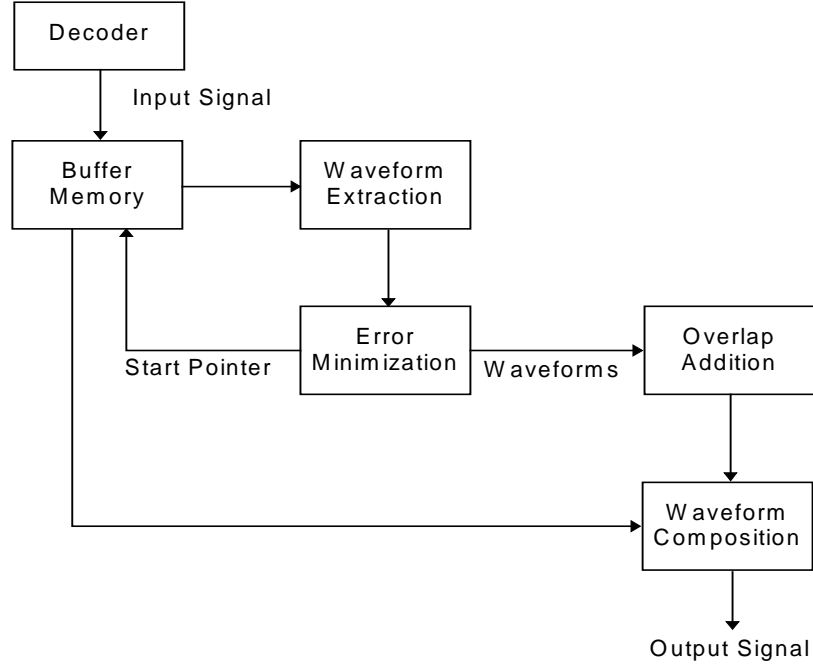 Decoder
Input Signal
Buffer
Memory
Waveform
Extraction
Error
Minimization
Start Pointer
Waveforms
Overlap
Addition
Waveform
Composition
Output Signal